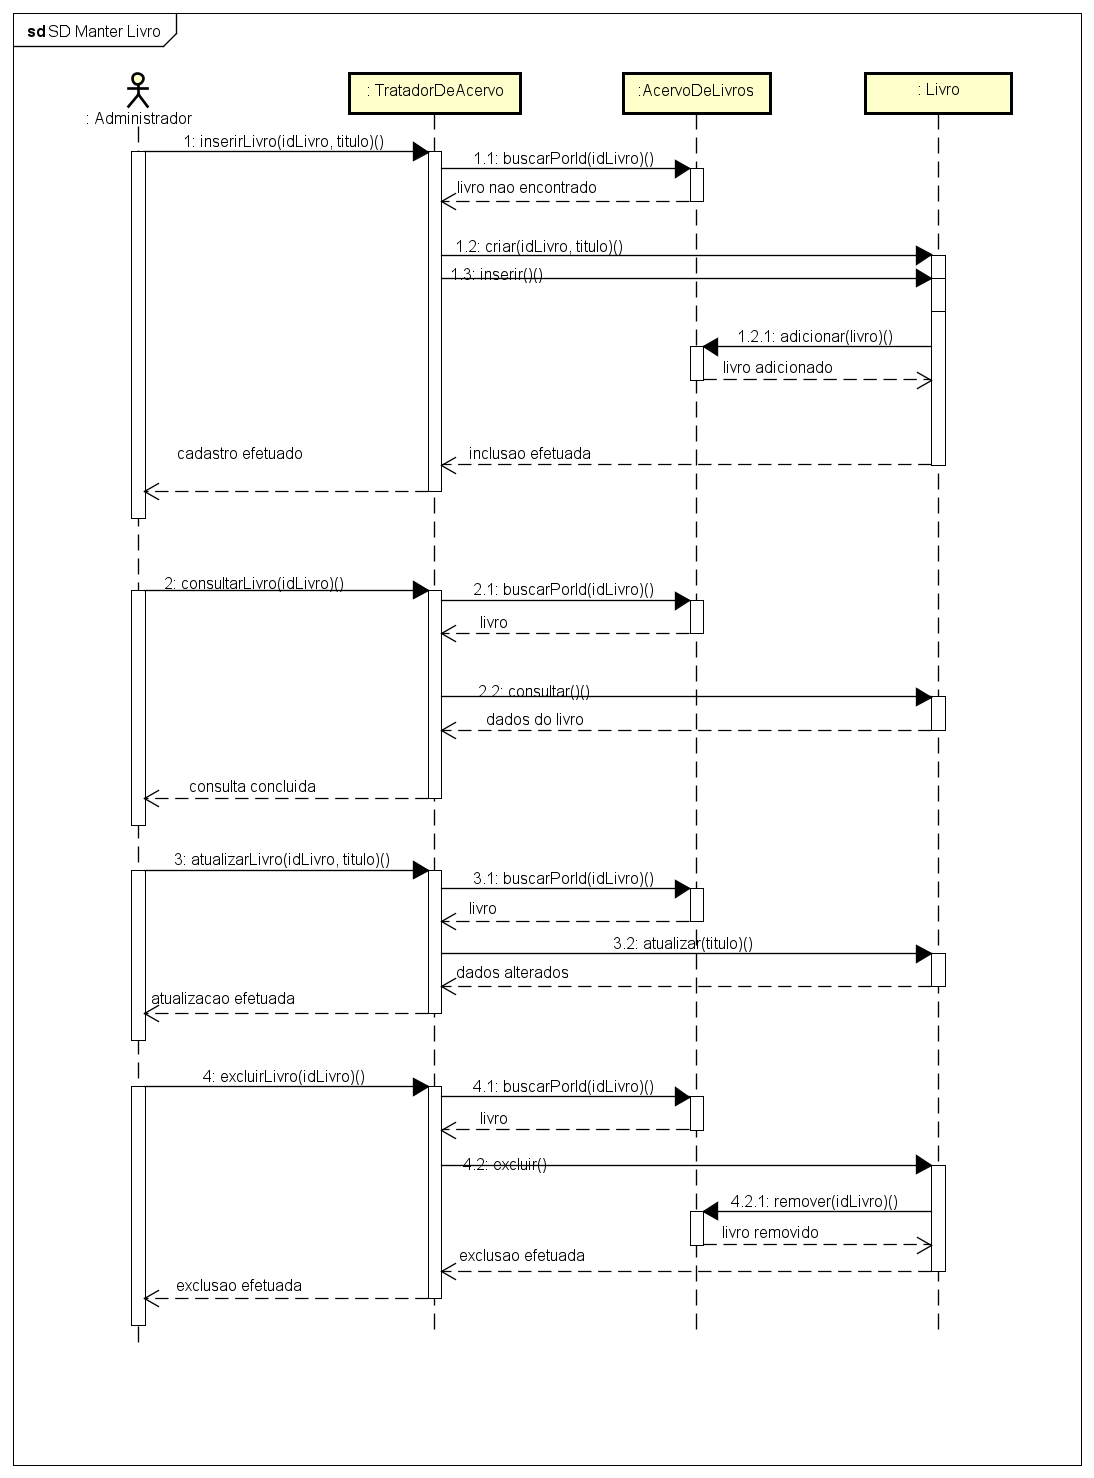 sd SD Manter Livro
: Administrador
: TratadorDeAcervo
:AcervoDeLivros
: Livro
1: inserirLivro(idLivro, titulo)()
1.1: buscarPorId(idLivro)()
livro nao encontrado
1.2: criar(idLivro, titulo)()
1.3: inserir()()
1.2.1: adicionar(livro)()
livro adicionado
cadastro efetuado
inclusao efetuada
2: consultarLivro(idLivro)()
2.1: buscarPorId(idLivro)()
livro
2.2: consultar()()
dados do livro
consulta concluida
3: atualizarLivro(idLivro, titulo)()
3.1: buscarPorId(idLivro)()
livro
3.2: atualizar(titulo)()
dados alterados
atualizacao efetuada
4: excluirLivro(idLivro)()
4.1: buscarPorId(idLivro)()
livro
4.2: excluir()
4.2.1: remover(idLivro)()
livro removido
exclusao efetuada
exclusao efetuada